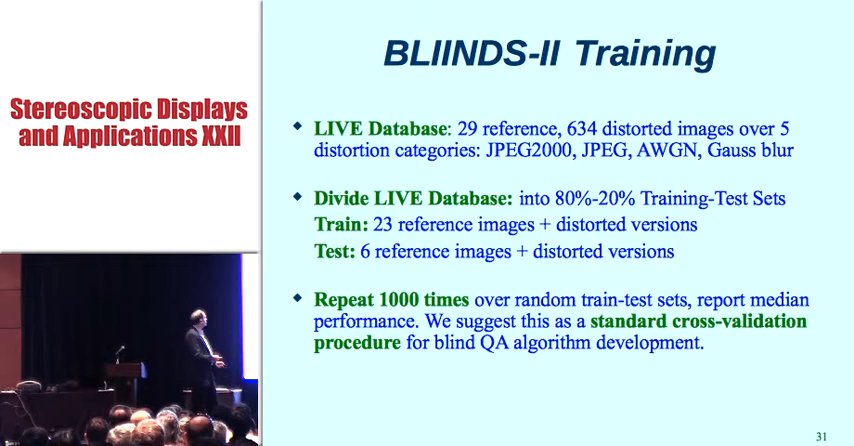 Stereoscopic Displays
and Applications XXII
BLIINDS-II Training
LIVE Database: 29 reference, 634 distorted images over 5
distortion categories: JPEG2000, JPEG, AWGN, Gauss blur
Divide LIVE Database: into 80%-20% Training-Test Sets
Train: 23 reference images + distorted versions
Test: 6 reference images + distorted versions
Repeat 1000 times over random train-test sets, report median
performance. We suggest this as a standard cross-validation
procedure for blind QA algorithm development.
31